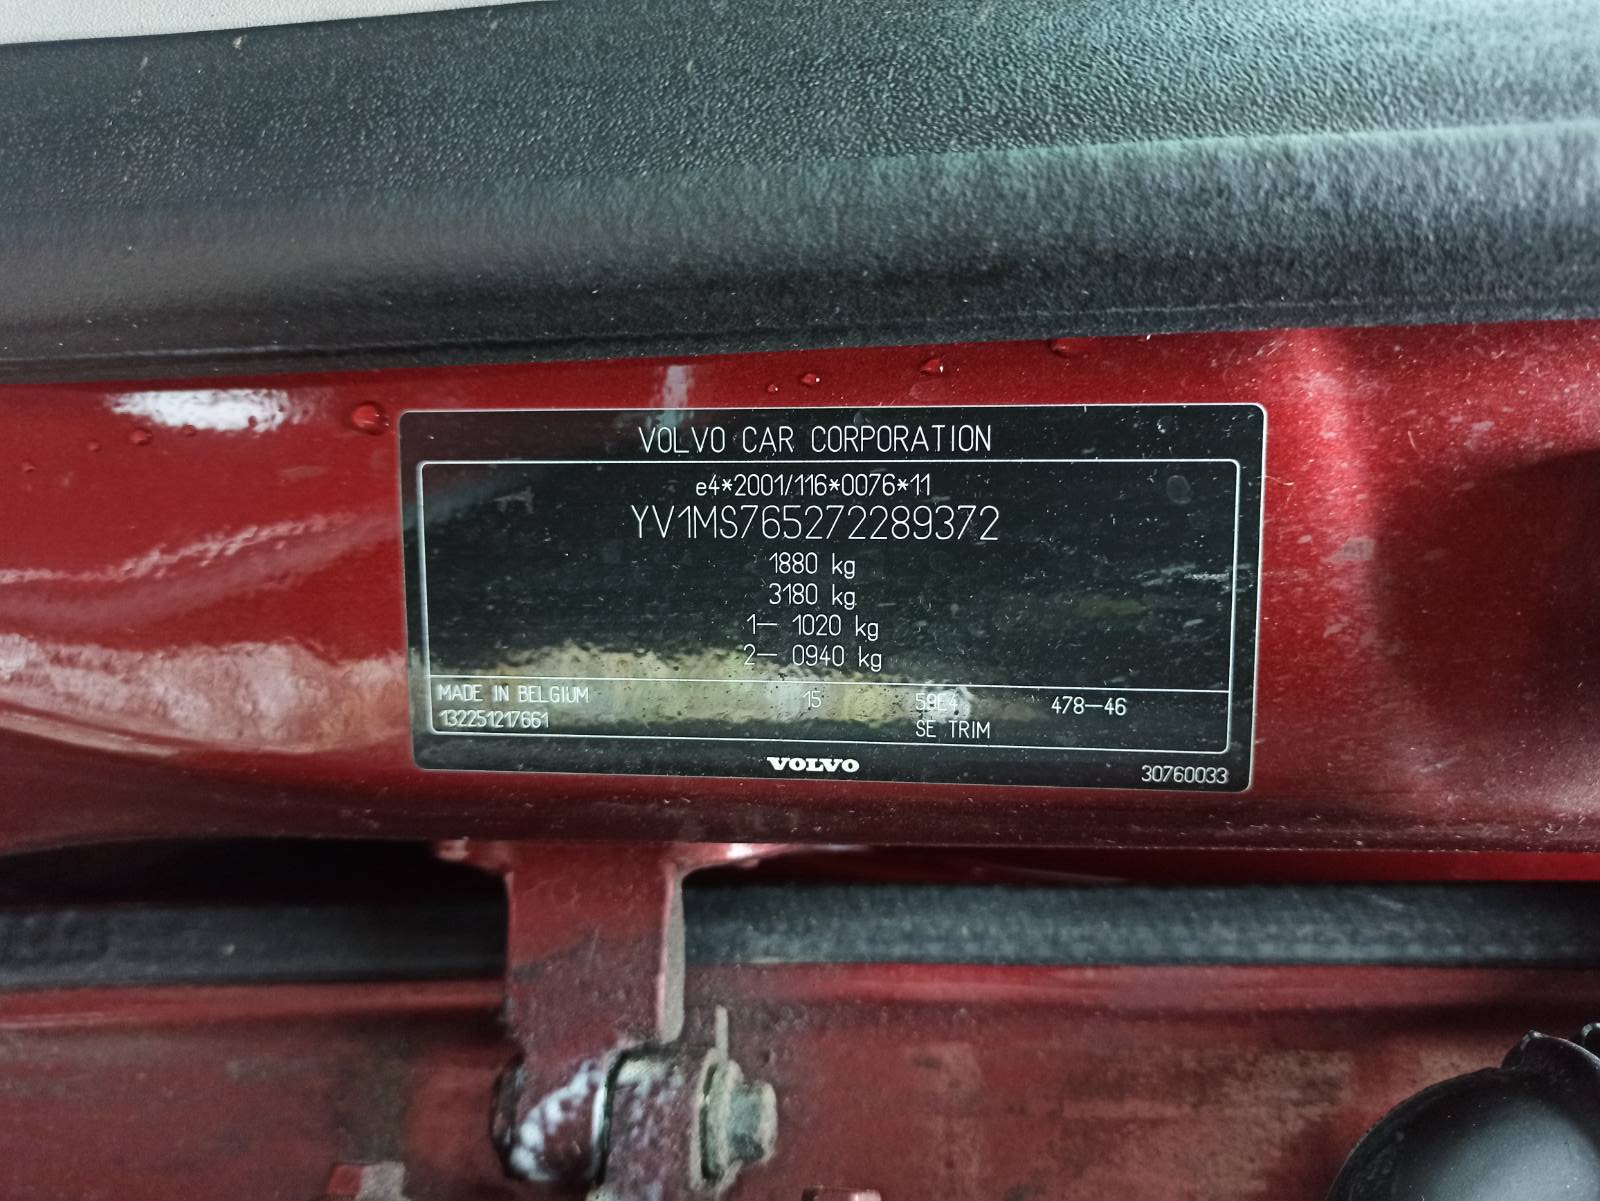 VOLVO CAR CORPORATION
e4*2001/116*0076*11
YV1MS765272289372
1880 kg
3180 kg
1– 1020 kg
2– 0940 kg
MADE IN BELGIUM 15 58E4 478–46
132251217661 SE TRIM
VOLVO
30760033